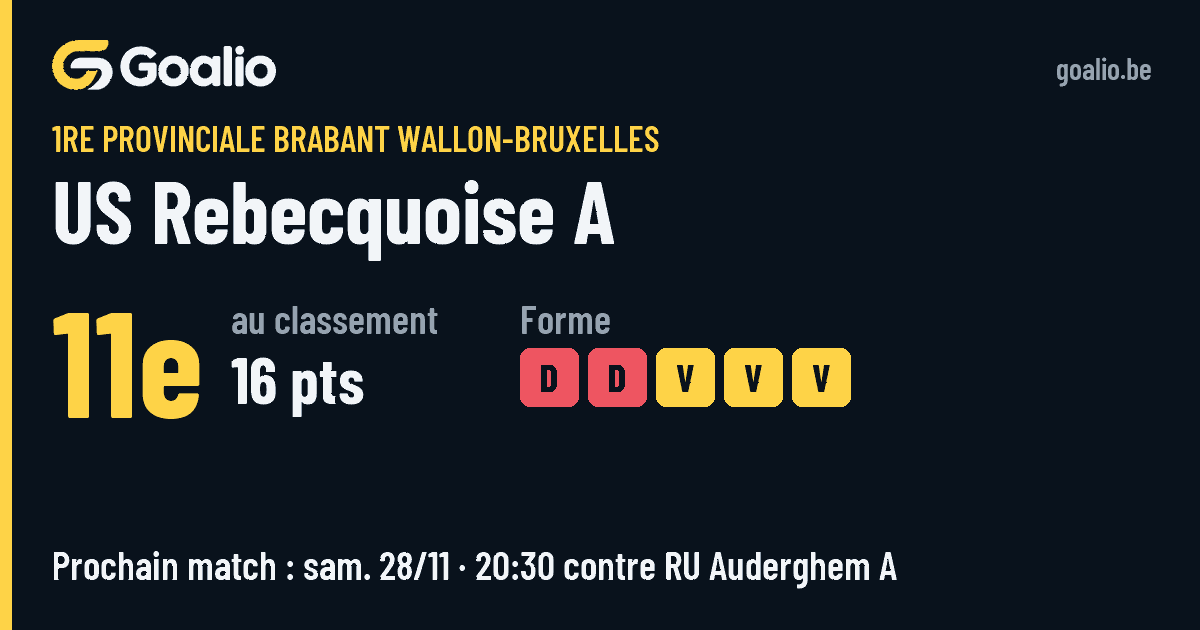 Goalio
goalio.be
1RE PROVINCIALE BRABANT WALLON-BRUXELLES
US Rebecquoise A
11e
au classement
16 pts
Forme
D D V V V
Prochain match : sam. 28/11 · 20:30 contre RU Auderghem A